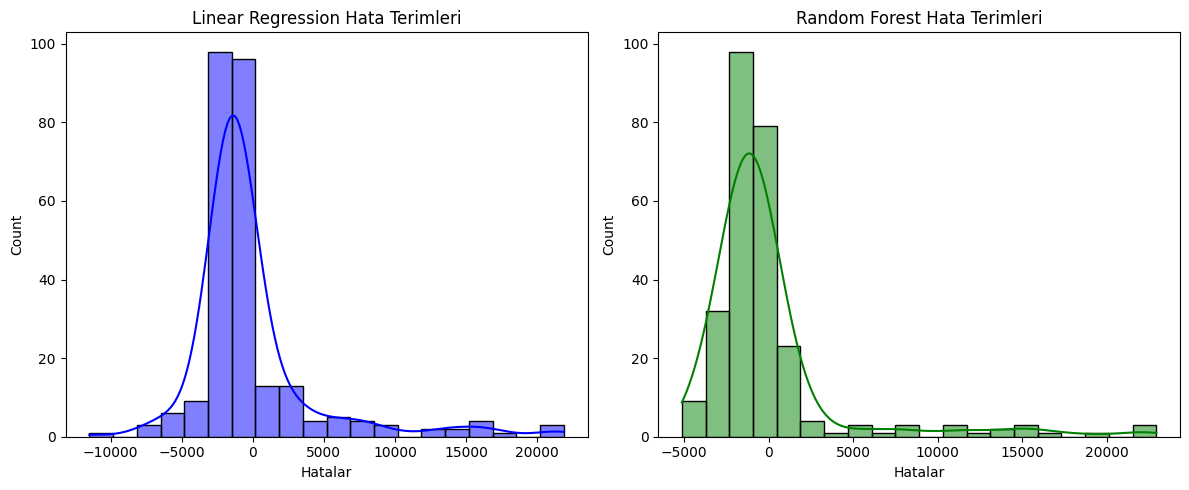 Linear Regression Hata Terimleri
100
80
60
40
20
0
Count
−10000 −5000 0 5000 10000 15000 20000
Hatalar
Random Forest Hata Terimleri
100
80
60
40
20
0
Count
−5000 0 5000 10000 15000 20000
Hatalar